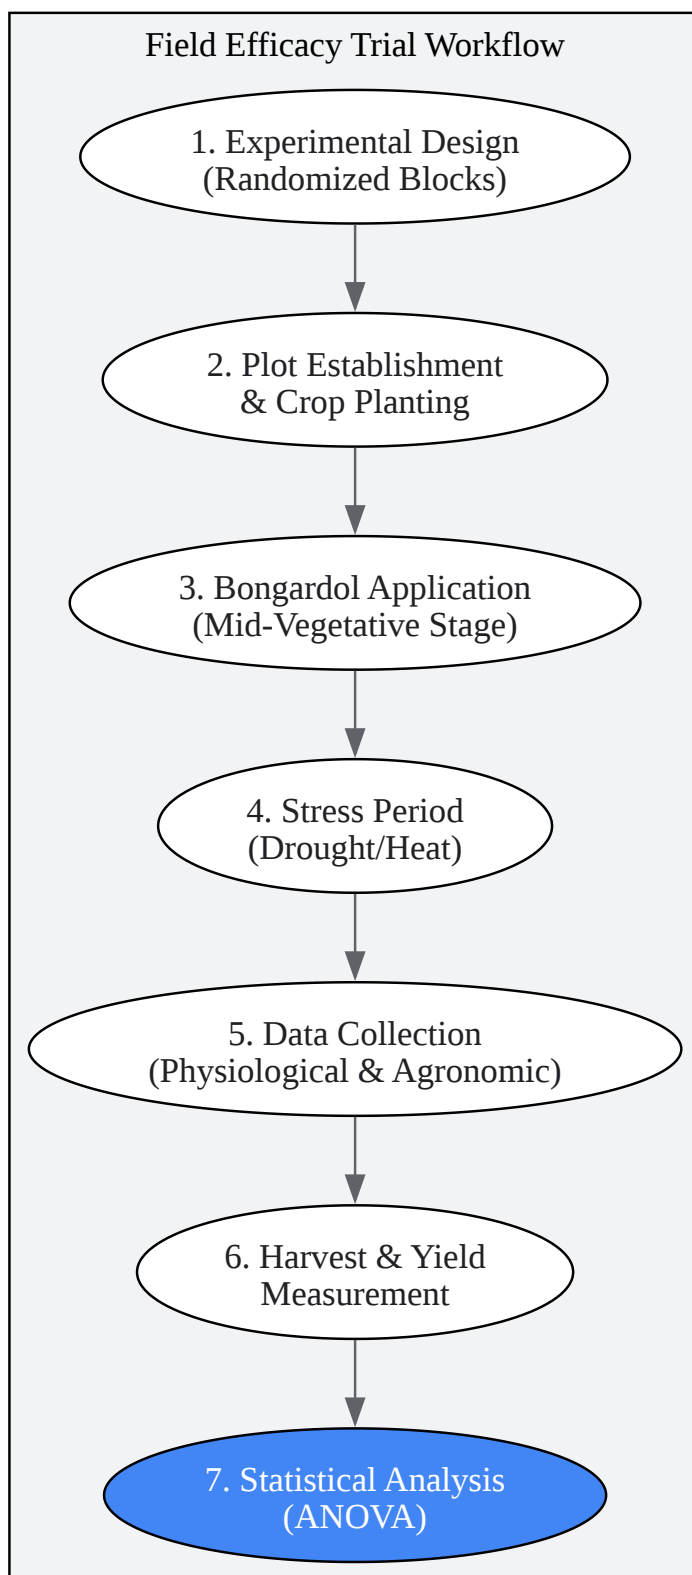 Field Efficacy Trial Workflow
1. Experimental Design
(Randomized Blocks)
2. Plot Establishment
& Crop Planting
3. Bongardol Application
(Mid-Vegetative Stage)
4. Stress Period
(Drought/Heat)
5. Data Collection
(Physiological & Agronomic)
6. Harvest & Yield
Measurement
7. Statistical Analysis
(ANOVA)